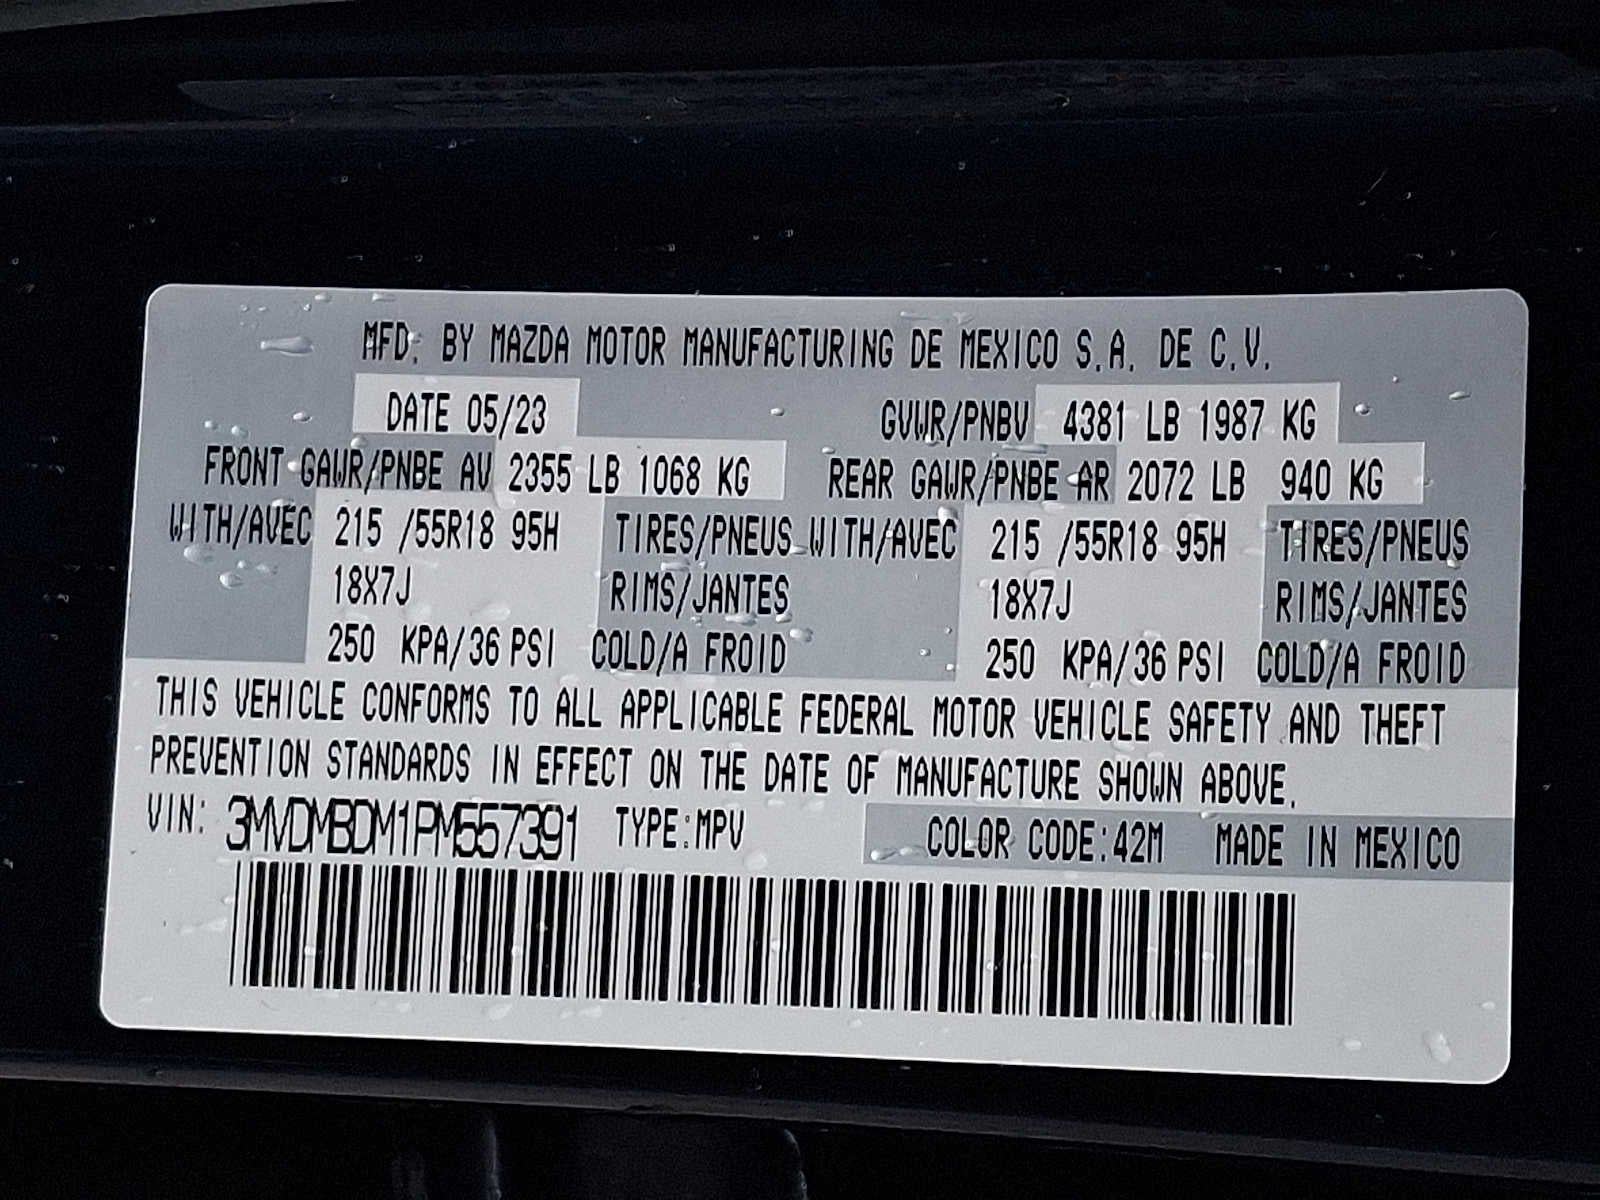 MFD. BY MAZDA MOTOR MANUFACTURING DE MEXICO S.A. DE C.V.
DATE 05/23 GVWR/PNBV 4381 LB 1987 KG
FRONT GAWR/PNBE AV 2355 LB 1068 KG REAR GAWR/PNBE AR 2072 LB 940 KG
WITH/AVEC 215 /55R18 95H TIRES/PNEUS WITH/AVEC 215 /55R18 95H TIRES/PNEUS
18X7J RIMS/JANTES 18X7J RIMS/JANTES
250 KPA/36 PSI COLD/A FROID 250 KPA/36 PSI COLD/A FROID
THIS VEHICLE CONFORMS TO ALL APPLICABLE FEDERAL MOTOR VEHICLE SAFETY AND THEFT
PREVENTION STANDARDS IN EFFECT ON THE DATE OF MANUFACTURE SHOWN ABOVE.
VIN: 3MVDMBDM1PM557391 TYPE:MPV COLOR CODE:42M MADE IN MEXICO